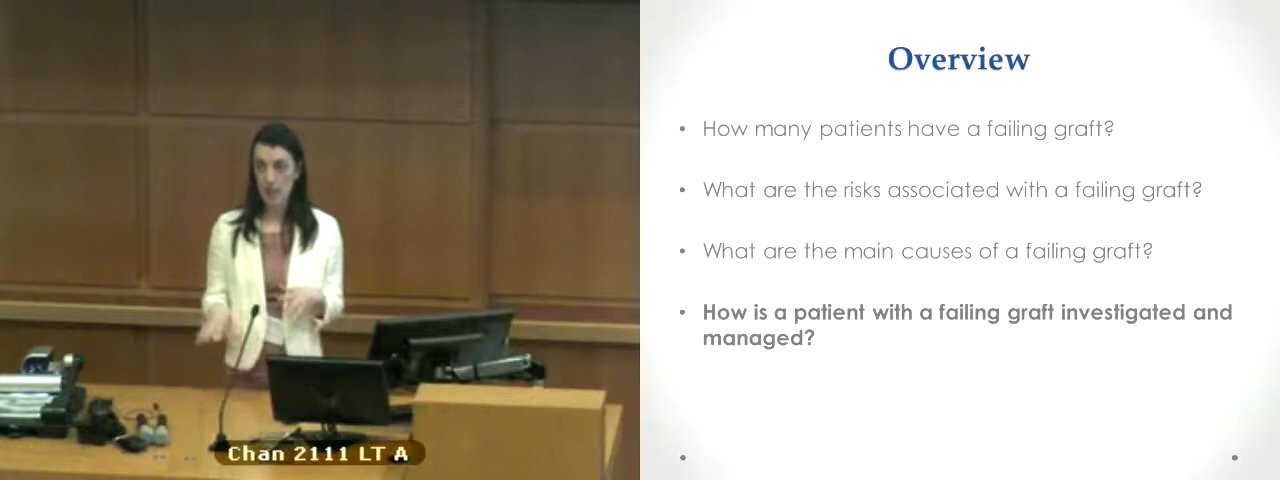 Overview
• How many patients have a failing graft?
• What are the risks associated with a failing graft?
• What are the main causes of a failing graft?
• How is a patient with a failing graft investigated and
managed?
Chan 2111 LT A